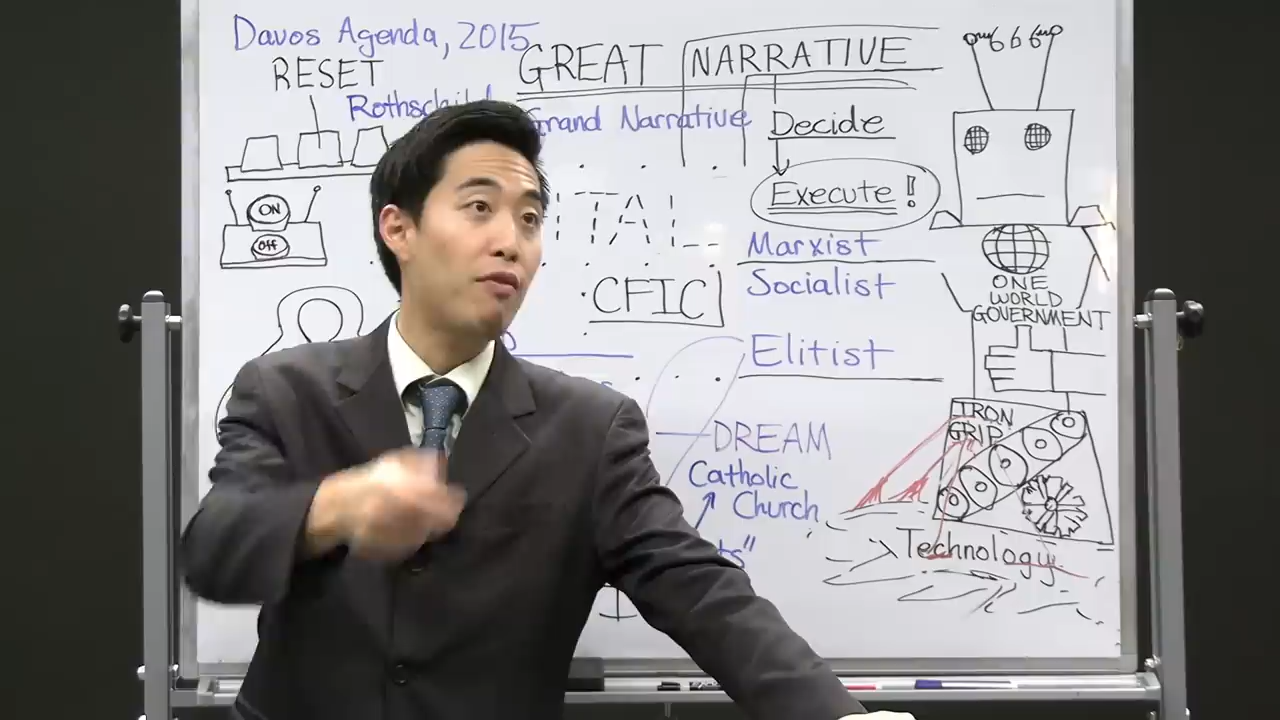 Davos Agenda, 2015
RESET
GREAT NARRATIVE
Grand Narrative
Decide
Execute!
ON
Off
Marxist
Socialist
CFIC
Elitist
DREAM
Catholic
Church
666
ONE
WORLD
GOVERNMENT
IRON
GRIP
Technology